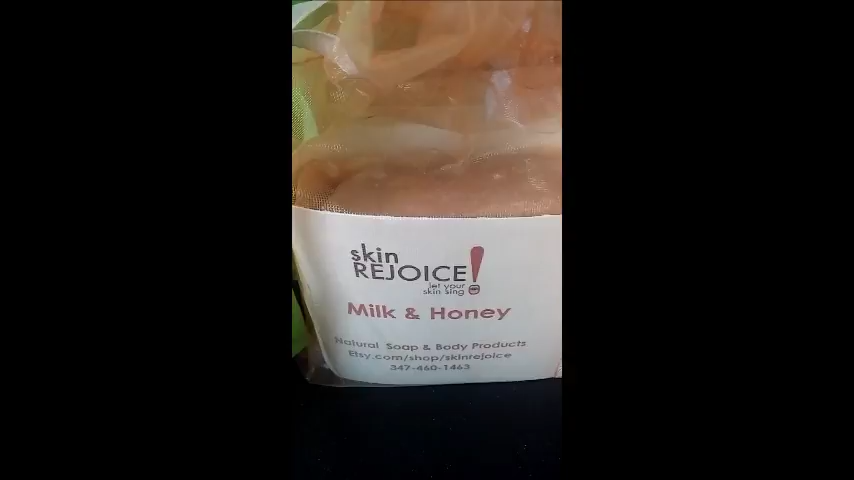 skin
REJOICE!
let your
skin sing
Milk & Honey
Natural Soap & Body Products
Etsy.com/shop/skinrejoice
347-460-1463